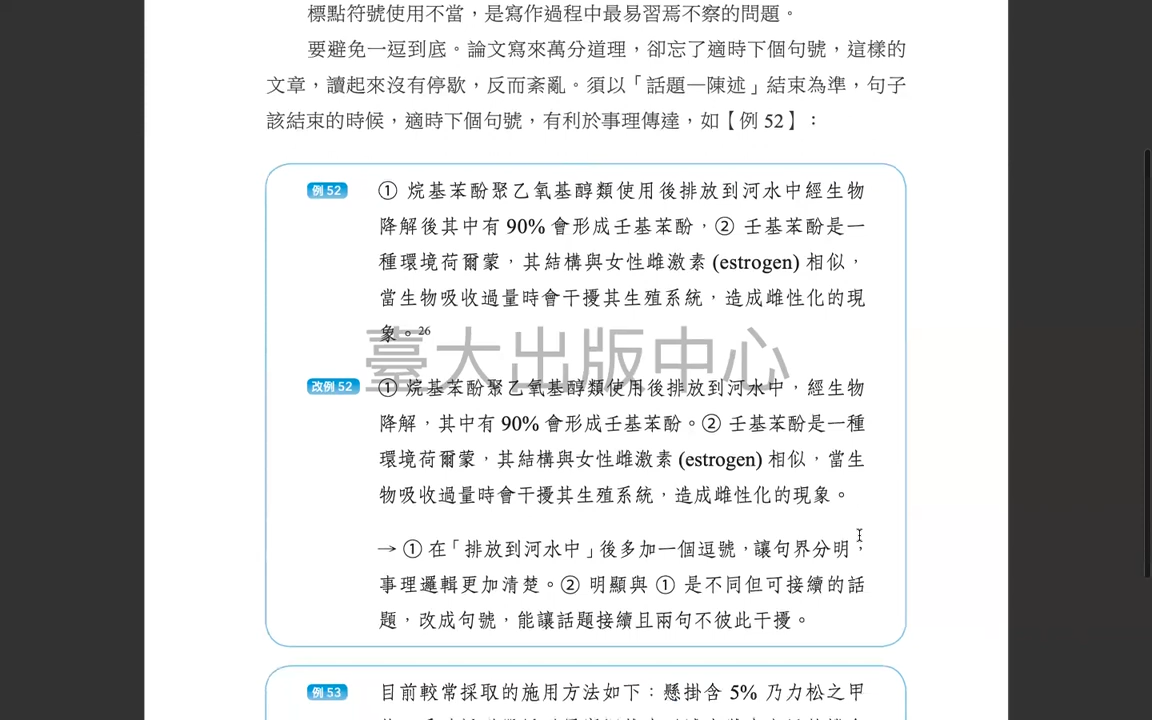 標點符號使用不當，是寫作過程中最易習焉不察的問題。
要避免一逗到底。論文寫來萬分道理，卻忘了適時下個句號，這樣的
文章，讀起來沒有停歇，反而紊亂。須以「話題—陳述」結束為準，句子
該結束的時候，適時下個句號，有利於事理傳達，如【例 52】：
例 52
① 烷基苯酚聚乙氧基醇類使用後排放到河水中經生物
降解後其中有 90% 會形成壬基苯酚，② 壬基苯酚是一
種環境荷爾蒙，其結構與女性雌激素 (estrogen) 相似，
當生物吸收過量時會干擾其生殖系統，造成雌性化的現
象。26
臺大出版中心
改例 52
① 烷基苯酚聚乙氧基醇類使用後排放到河水中，經生物
降解，其中有 90% 會形成壬基苯酚。② 壬基苯酚是一種
環境荷爾蒙，其結構與女性雌激素 (estrogen) 相似，當生
物吸收過量時會干擾其生殖系統，造成雌性化的現象。
→ ① 在「排放到河水中」後多加一個逗號，讓句界分明，
事理邏輯更加清楚。② 明顯與 ① 是不同但可接續的話
題，改成句號，能讓話題接續且兩句不彼此干擾。
例 53
目前較常採取的施用方法如下：懸掛含 5% 乃力松之甲